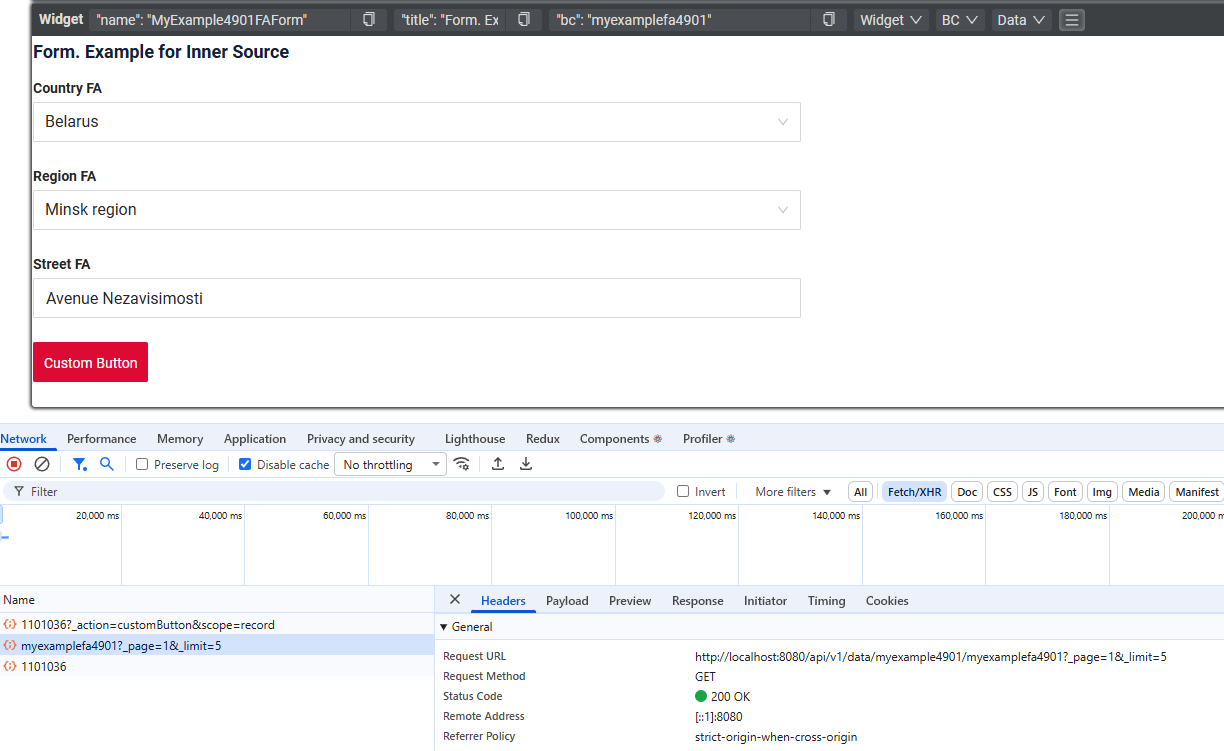 Widget "name": "MyExample4901FAForm" "title": "Form. Ex "bc": "myexamplefa4901" Widget BC Data
Form. Example for Inner Source
Country FA
Belarus
Region FA
Minsk region
Street FA
Avenue Nezavisimosti
Custom Button
Network Performance Memory Application Privacy and security Lighthouse Redux Components Profiler
Preserve log Disable cache No throttling
Filter Invert More filters All Fetch/XHR Doc CSS JS Font Img Media Manifest
20,000 ms 40,000 ms 60,000 ms 80,000 ms 100,000 ms 120,000 ms 140,000 ms 160,000 ms 180,000 ms 200,000 m
Name Headers Payload Preview Response Initiator Timing Cookies
1101036?_action=customButton&scope=record
myexamplefa4901?_page=1&_limit=5
1101036
General
Request URL http://localhost:8080/api/v1/data/myexample4901/myexamplefa4901?_page=1&_limit=5
Request Method GET
Status Code 200 OK
Remote Address [::1]:8080
Referrer Policy strict-origin-when-cross-origin